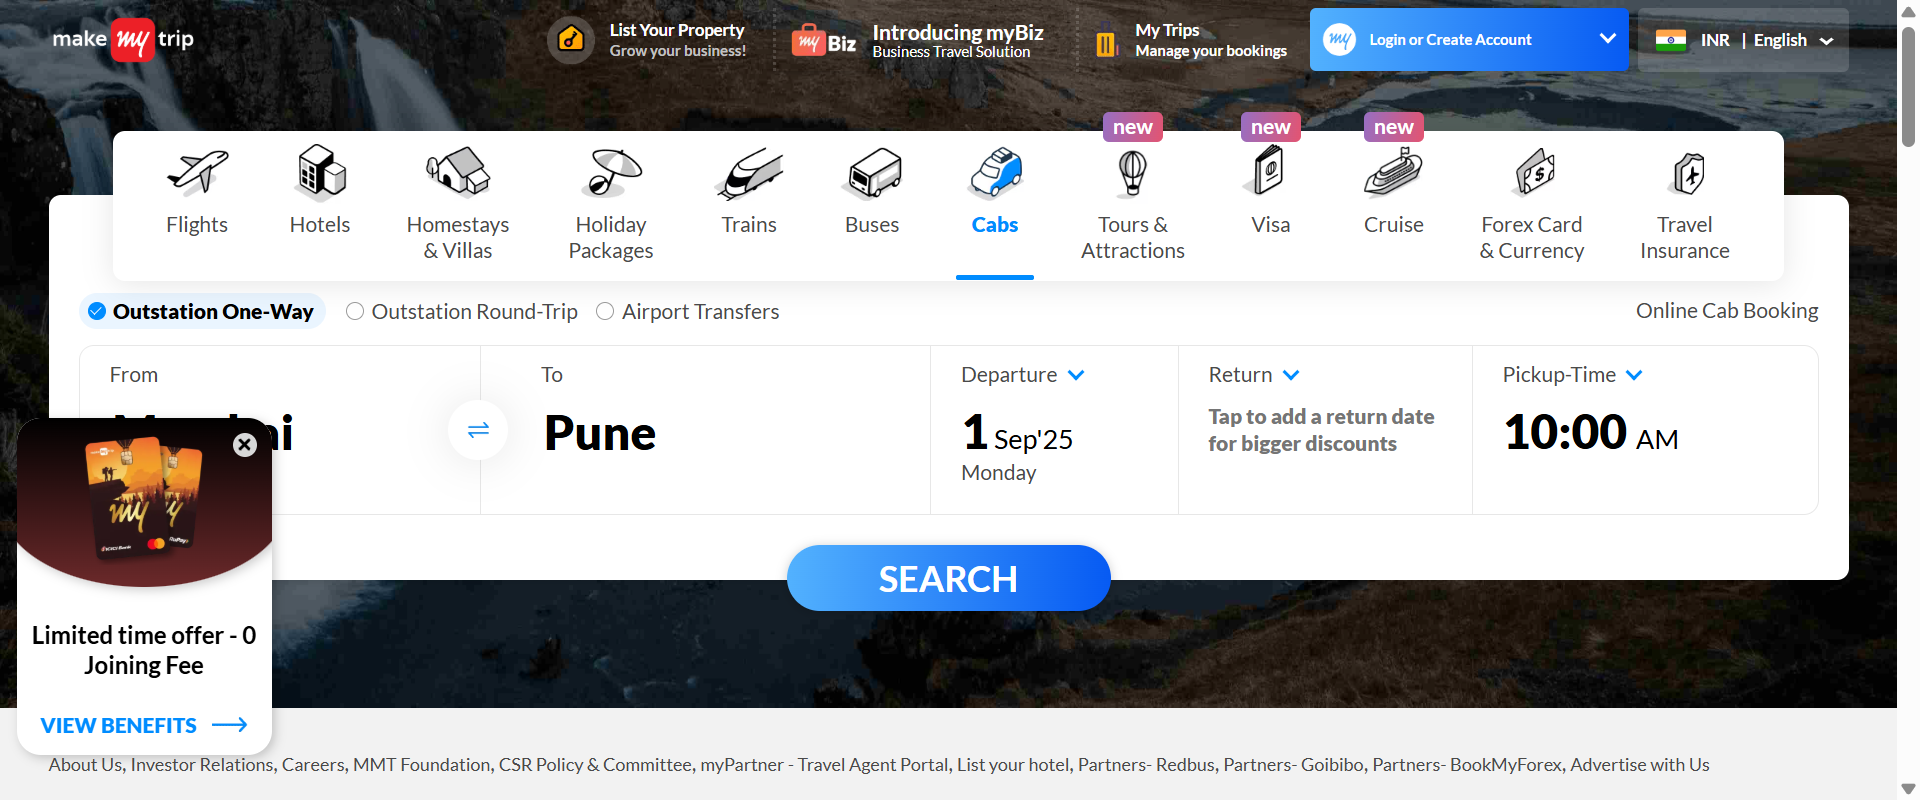 make my trip
List Your Property
Grow your business!
my Biz
Introducing myBiz
Business Travel Solution
My Trips
Manage your bookings
my
Login or Create Account
INR | English
new
new
new
Flights
Hotels
Homestays
& Villas
Holiday
Packages
Trains
Buses
Cabs
Tours &
Attractions
Visa
Cruise
Forex Card
& Currency
Travel
Insurance
Outstation One-Way
Outstation Round-Trip
Airport Transfers
Online Cab Booking
From
To
Pune
Departure
1 Sep'25
Monday
Return
Tap to add a return date
for bigger discounts
Pickup-Time
10:00 AM
SEARCH
my
ICICI Bank
RuPay
Limited time offer - 0
Joining Fee
VIEW BENEFITS
About Us, Investor Relations, Careers, MMT Foundation, CSR Policy & Committee, myPartner - Travel Agent Portal, List your hotel, Partners- Redbus, Partners- Goibibo, Partners- BookMyForex, Advertise with Us